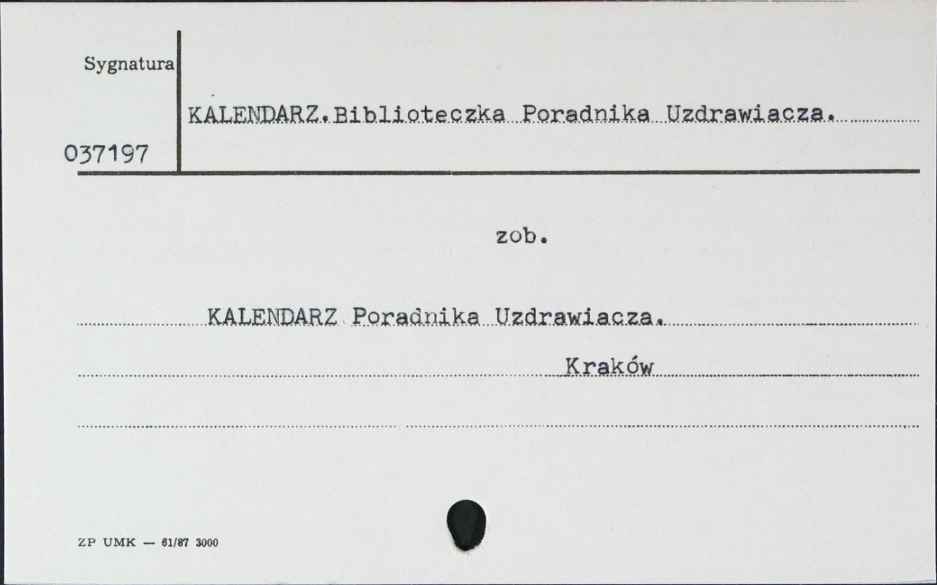 Sygnatura
KALENDARZ.Biblioteczka Poradnika Uzdrawiacza.
037197
zob.
KALENDARZ Poradnika Uzdrawiacza.
Kraków
ZP UMK — 61/87 3000